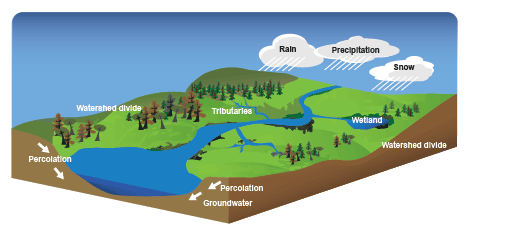 Rain
Precipitation
Snow
Watershed divide
Tributaries
Wetland
Watershed divide
Percolation
Percolation
Groundwater